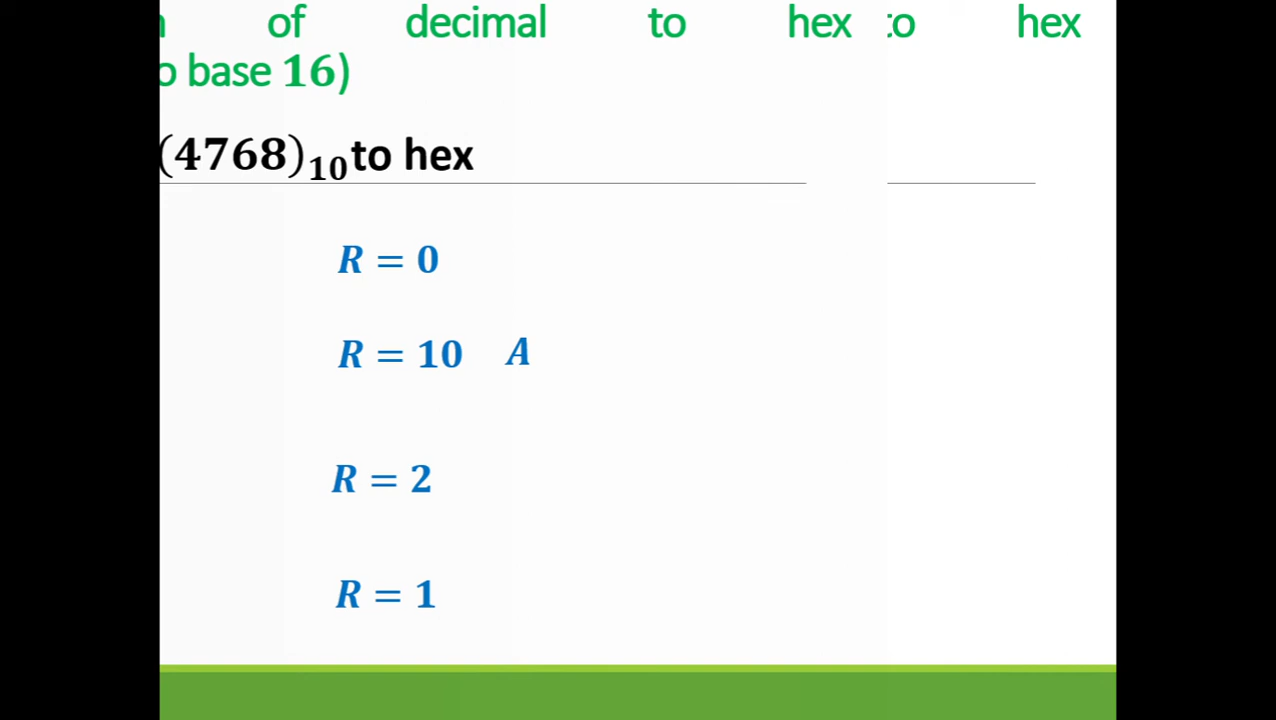 of decimal to hex to hex
base 16)
(4768)₁₀ to hex
R = 0
R = 10 A
R = 2
R = 1